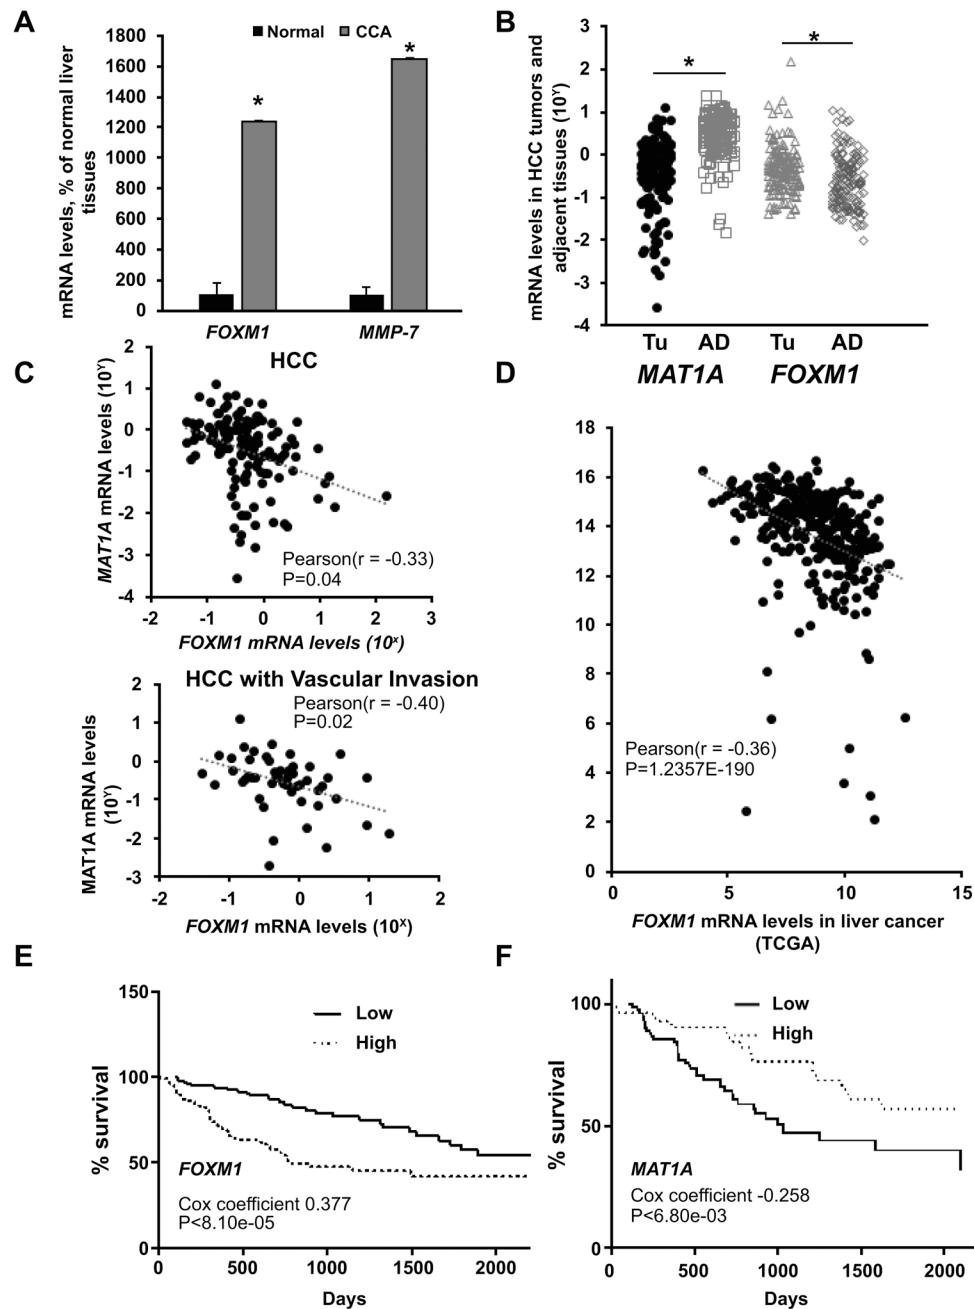 A
mRNA levels, % of normal liver
tissues
1800
1600
1400
1200
1000
800
600
400
200
0
Normal
CCA
*
*
FOXM1
MMP-7
B
mRNA levels in HCC tumors and
adjacent tissues (10ʸ)
3
2
1
0
-1
-2
-3
-4
*
*
Tu
AD
Tu
AD
MAT1A
FOXM1
C
HCC
MAT1A mRNA levels (10ʸ)
2
1
0
-1
-2
-3
-4
Pearson(r = -0.33)
P=0.04
-2
-1
0
1
2
3
FOXM1 mRNA levels (10ˣ)
HCC with Vascular Invasion
Pearson(r = -0.40)
P=0.02
MAT1A mRNA levels
(10ʸ)
2
1
0
-1
-2
-3
-2
-1
0
1
2
FOXM1 mRNA levels (10ˣ)
D
18
16
14
12
10
8
6
4
2
0
Pearson(r = -0.36)
P=1.2357E-190
0
5
10
15
FOXM1 mRNA levels in liver cancer
(TCGA)
E
% survival
150
100
50
0
Low
High
FOXM1
Cox coefficient 0.377
P<8.10e-05
0
500
1000
1500
2000
Days
F
% survival
100
50
0
Low
High
MAT1A
Cox coefficient -0.258
P<6.80e-03
0
500
1000
1500
2000
Days